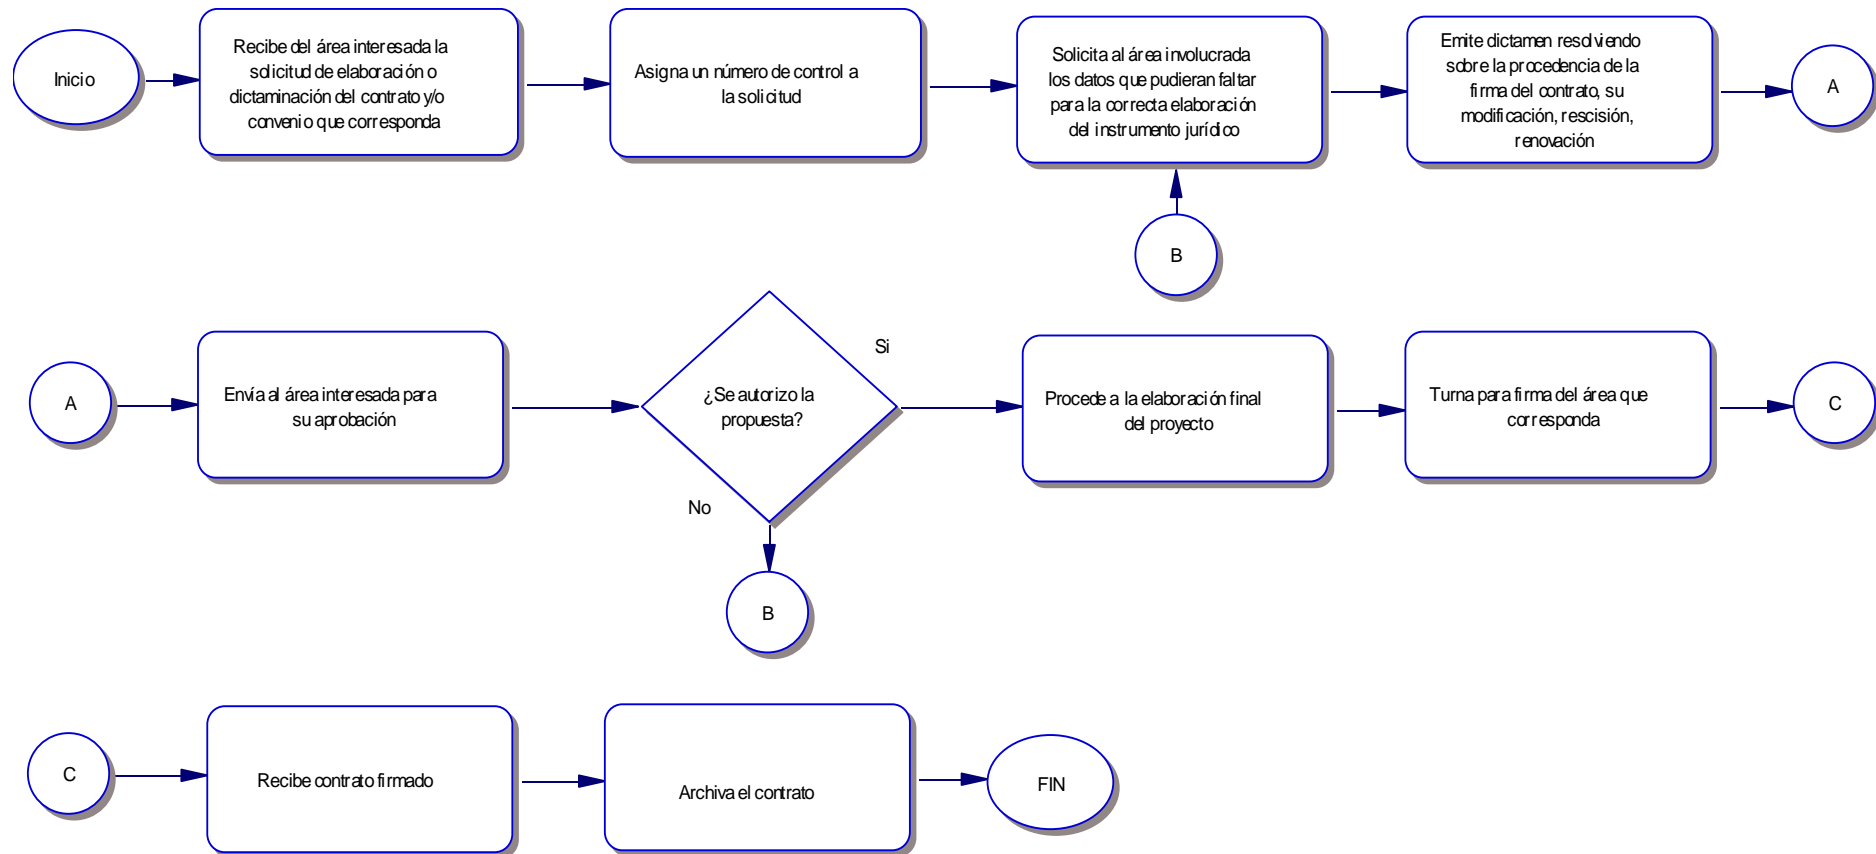 Inicio
Recibe del área interesada la
solicitud de elaboración o
dictaminación del contrato y/o
convenio que corresponda
Asigna un número de control a
la solicitud
Solicita al área involucrada
los datos que pudieran faltar
para la correcta elaboración
del instrumento jurídico
Emite dictamen resolviendo
sobre la procedencia de la
firma del contrato, su
modificación, rescisión,
renovación
A
B
A
Envía al área interesada para
su aprobación
¿Se autorizo la
propuesta?
Si
No
B
Procede a la elaboración final
del proyecto
Turna para firma del área que
corresponda
C
C
Recibe contrato firmado
Archiva el contrato
FIN